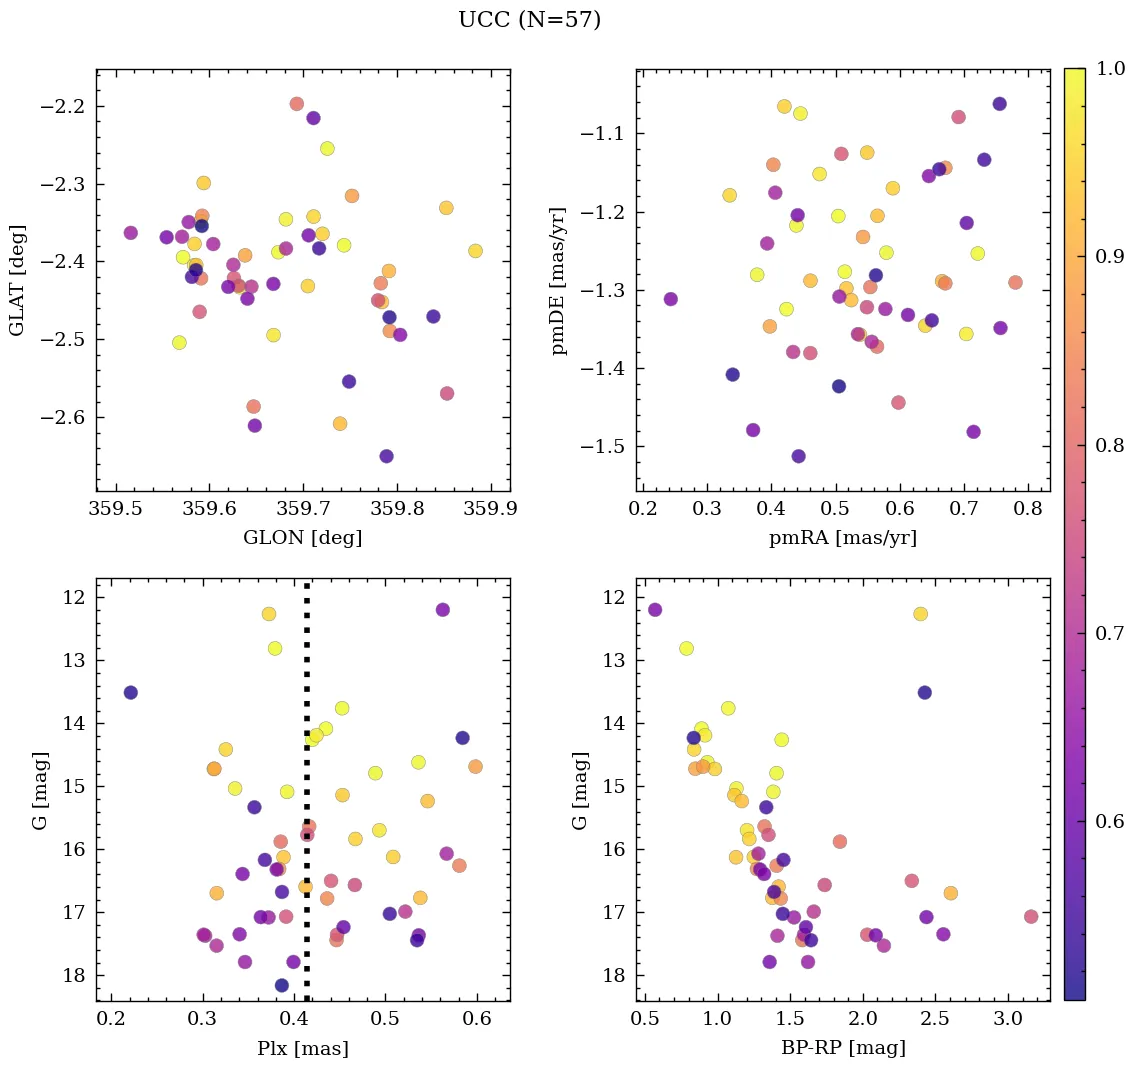 UCC (N=57)
−2.2
−2.3
−2.4
−2.5
−2.6
GLAT [deg]
359.5 359.6 359.7 359.8 359.9
GLON [deg]
−1.1
−1.2
−1.3
−1.4
−1.5
pmDE [mas/yr]
0.2 0.3 0.4 0.5 0.6 0.7 0.8
pmRA [mas/yr]
12
13
14
15
16
17
18
G [mag]
0.2 0.3 0.4 0.5 0.6
Plx [mas]
12
13
14
15
16
17
18
G [mag]
0.5 1.0 1.5 2.0 2.5 3.0
BP-RP [mag]
1.0
0.9
0.8
0.7
0.6